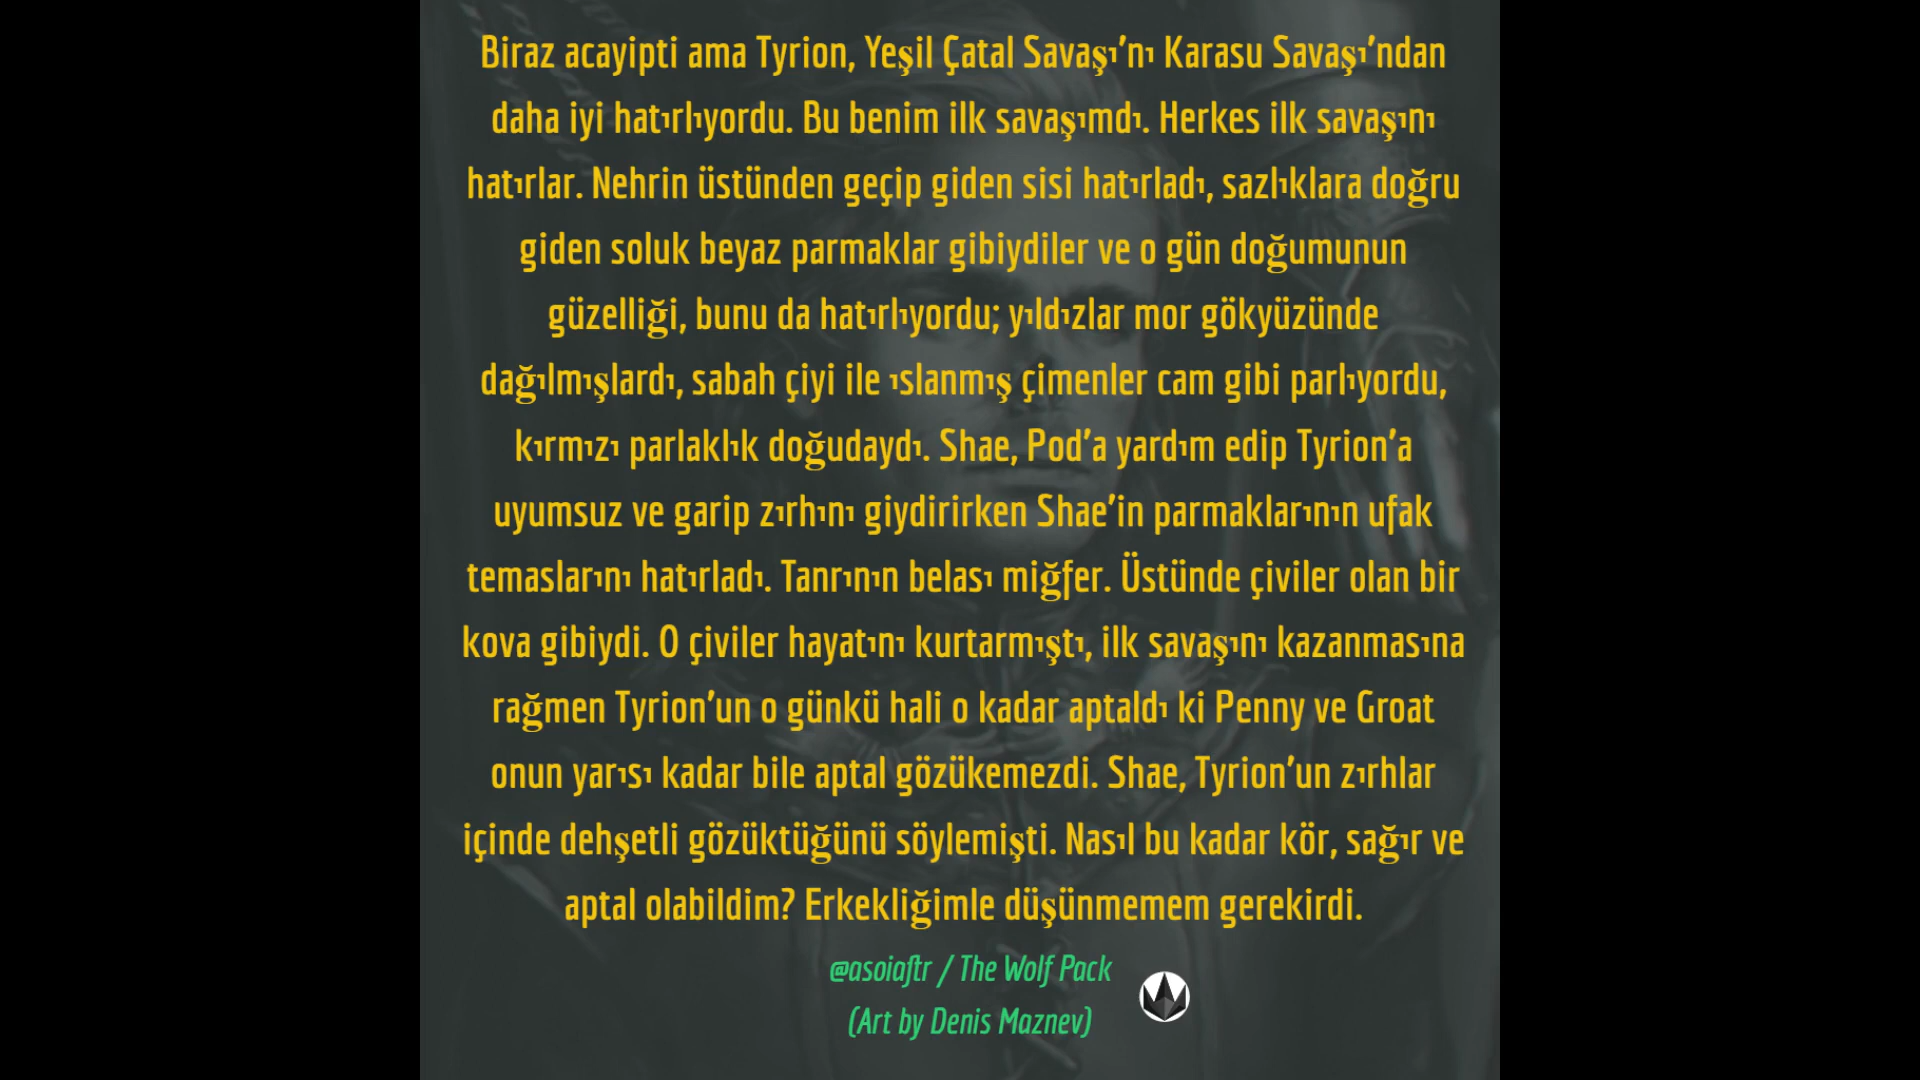 Biraz acayipti ama Tyrion, Yeşil Çatal Savaşı’nı Karasu Savaşı’ndan
daha iyi hatırlıyordu. Bu benim ilk savaşımdı. Herkes ilk savaşını
hatırlar. Nehrin üstünden geçip giden sisi hatırladı, sazlıklara doğru
giden soluk beyaz parmaklar gibiydiler ve o gün doğumunun
güzelliği, bunu da hatırlıyordu; yıldızlar mor gökyüzünde
dağılmışlardı, sabah çiyi ile ıslanmış çimenler cam gibi parlıyordu,
kırmızı parlaklık doğudaydı. Shae, Pod’a yardım edip Tyrion’a
uyumsuz ve garip zırhını giydirirken Shae’in parmaklarının ufak
temaslarını hatırladı. Tanrının belası miğfer. Üstünde çiviler olan bir
kova gibiydi. O çiviler hayatını kurtarmıştı, ilk savaşını kazanmasına
rağmen Tyrion’un o günkü hali o kadar aptaldı ki Penny ve Groat
onun yarısı kadar bile aptal gözükemezdi. Shae, Tyrion’un zırhlar
içinde dehşetli gözüktüğünü söylemişti. Nasıl bu kadar kör, sağır ve
aptal olabildim? Erkekliğimle düşünmemem gerekirdi.
@asoiaftr / The Wolf Pack
(Art by Denis Maznev)